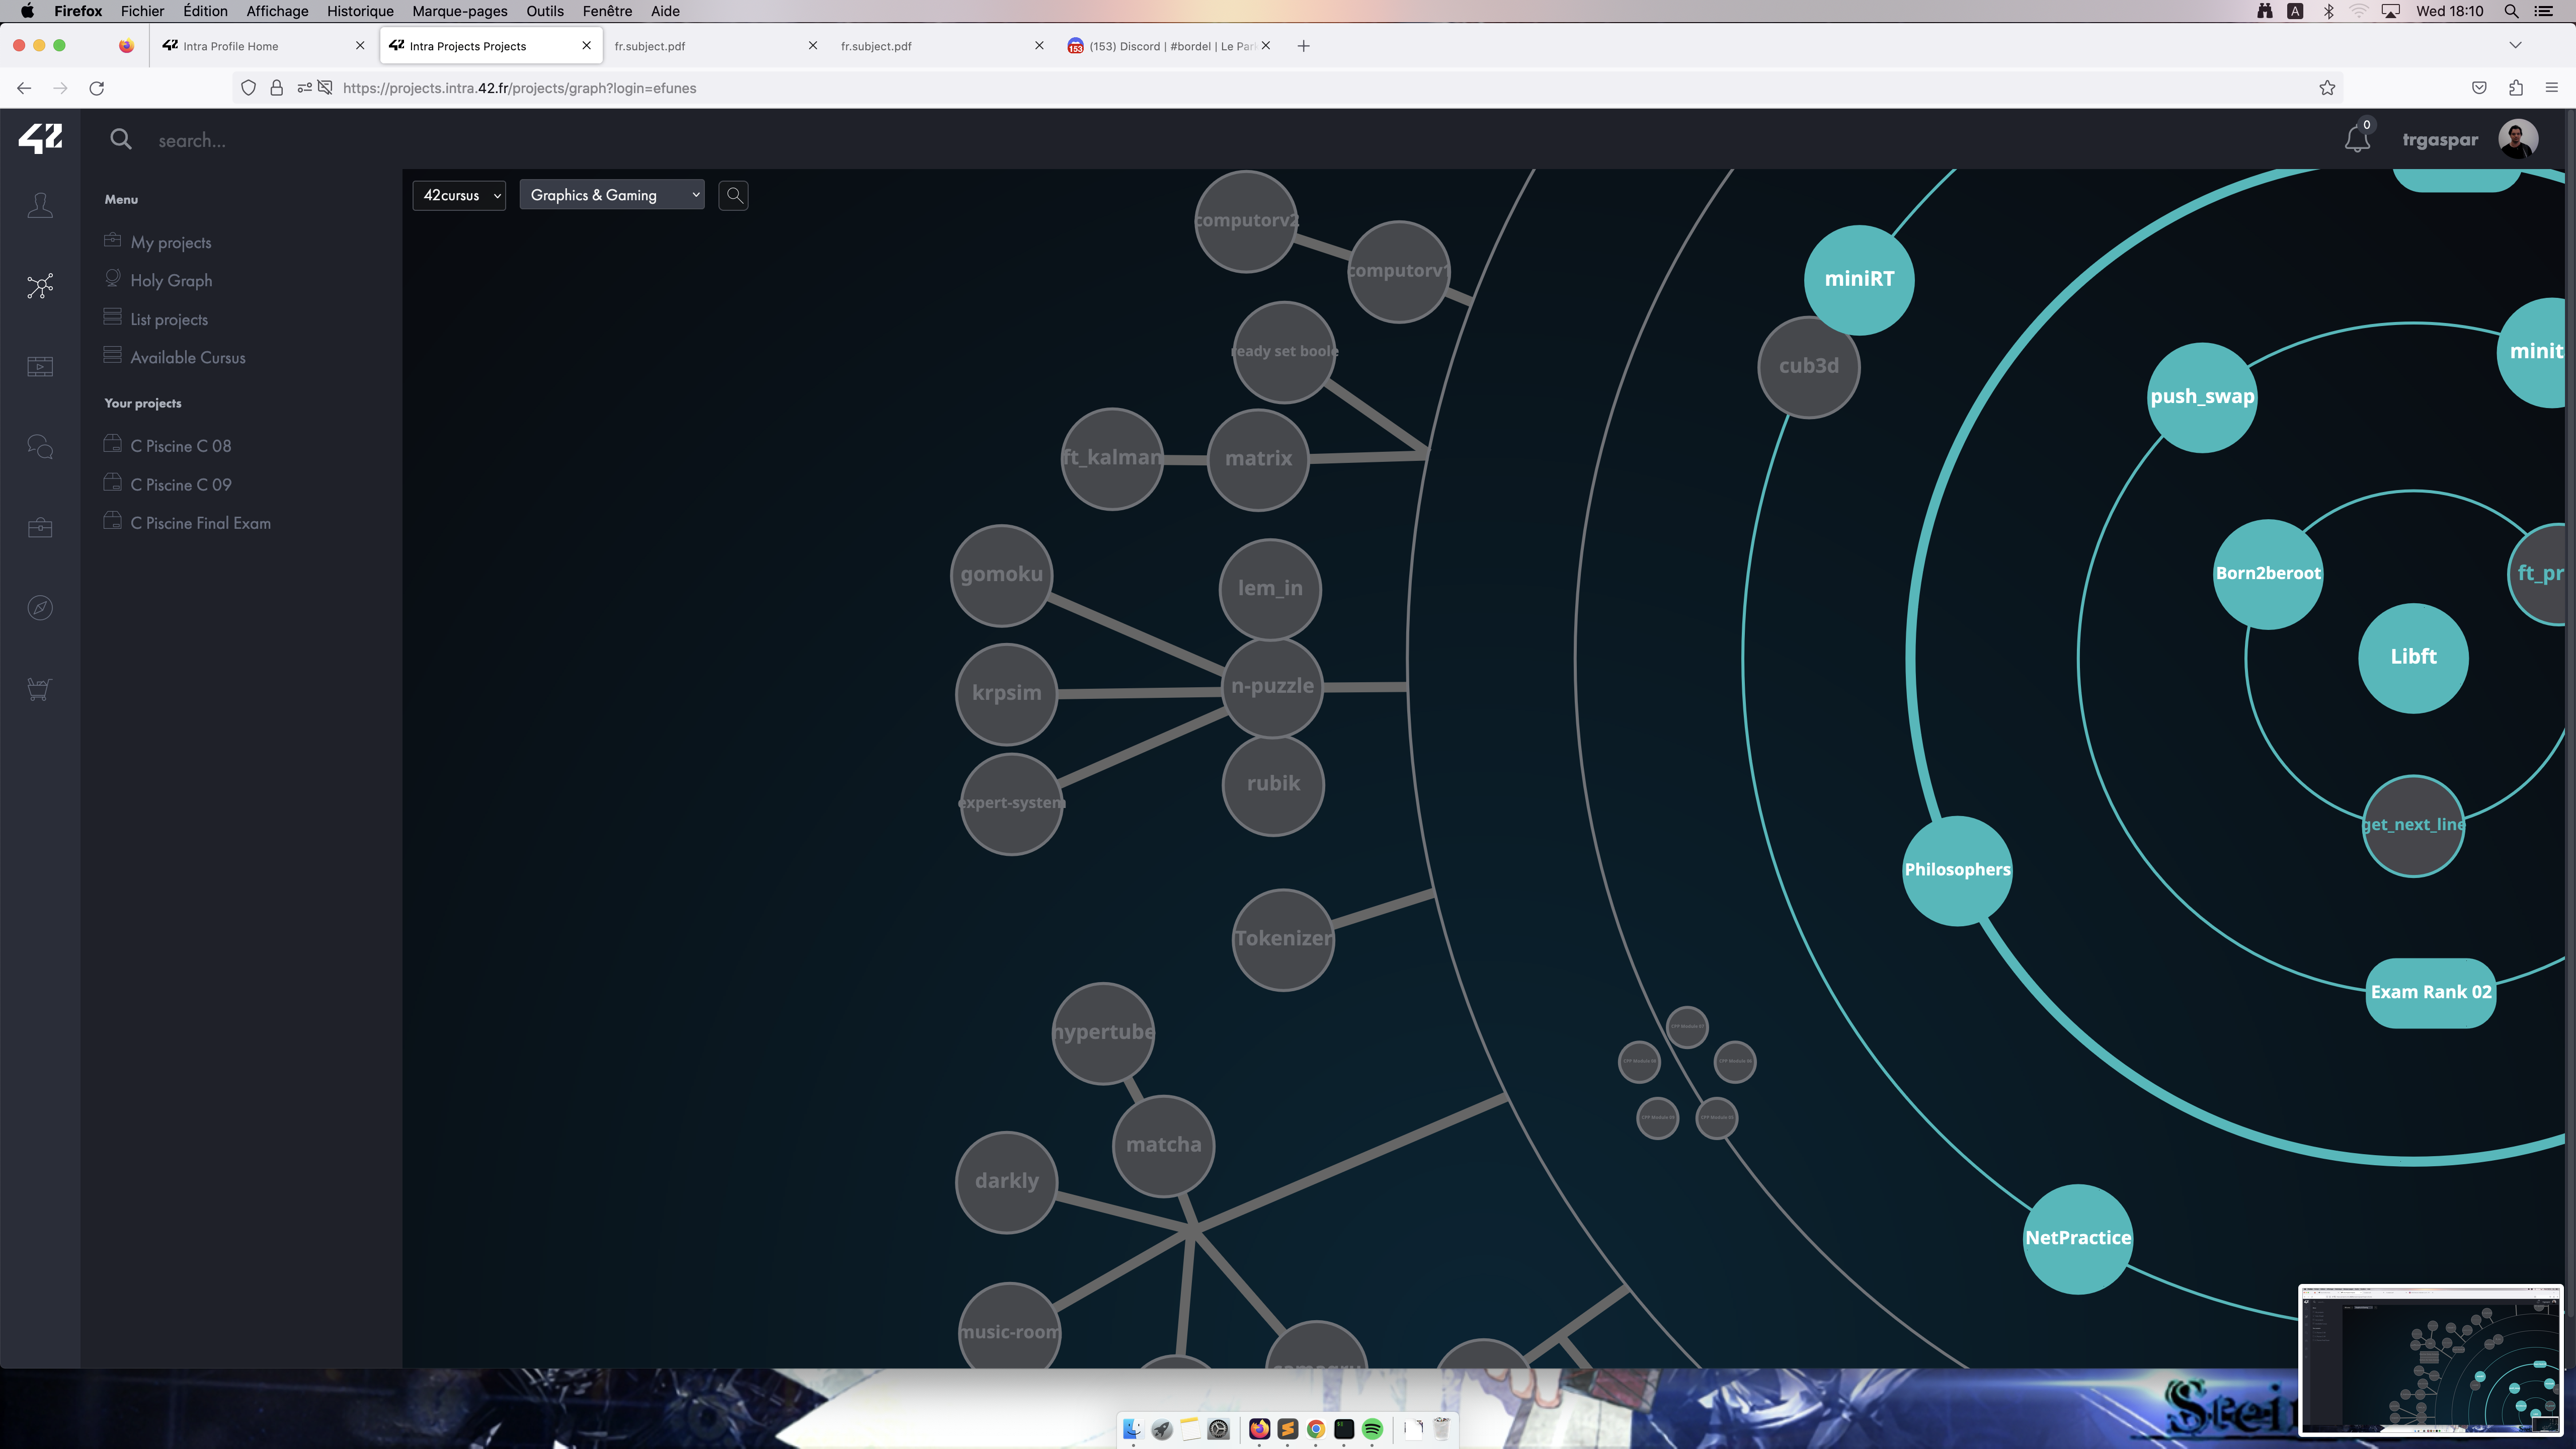 Firefox Fichier Édition Affichage Historique Marque-pages Outils Fenêtre Aide
A Wed 18:10
42 Intra Profile Home
42 Intra Projects Projects
fr.subject.pdf
fr.subject.pdf
153 (153) Discord | #bordel | Le Par
https://projects.intra.42.fr/projects/graph?login=efunes
42
search...
0
trgaspar
Menu
My projects
Holy Graph
List projects
Available Cursus
Your projects
C Piscine C 08
C Piscine C 09
C Piscine Final Exam
42cursus
Graphics & Gaming
computorv2
computorv1
ready set boole
ft_kalman
matrix
gomoku
lem_in
krpsim
n-puzzle
expert-system
rubik
Tokenizer
hypertube
matcha
darkly
music-room
camagru
miniRT
cub3d
push_swap
minit
Born2beroot
ft_pr
Libft
get_next_line
Philosophers
Exam Rank 02
NetPractice